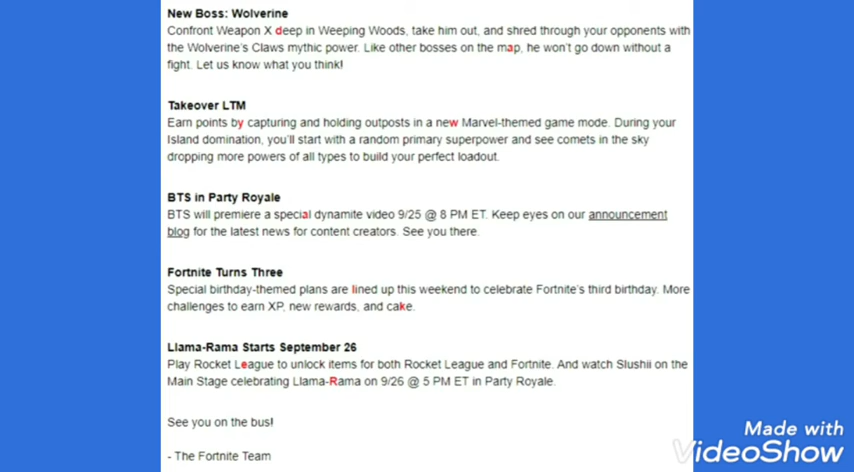 New Boss: Wolverine
Confront Weapon X deep in Weeping Woods, take him out, and shred through your opponents with
the Wolverine's Claws mythic power. Like other bosses on the map, he won't go down without a
fight. Let us know what you think!
Takeover LTM
Earn points by capturing and holding outposts in a new Marvel-themed game mode. During your
Island domination, you'll start with a random primary superpower and see comets in the sky
dropping more powers of all types to build your perfect loadout.
BTS in Party Royale
BTS will premiere a special dynamite video 9/25 @ 8 PM ET. Keep eyes on our announcement
blog for the latest news for content creators. See you there.
Fortnite Turns Three
Special birthday-themed plans are lined up this weekend to celebrate Fortnite's third birthday. More
challenges to earn XP, new rewards, and cake.
Llama-Rama Starts September 26
Play Rocket League to unlock items for both Rocket League and Fortnite. And watch Slushii on the
Main Stage celebrating Llama-Rama on 9/26 @ 5 PM ET in Party Royale.
See you on the bus!
- The Fortnite Team
Made with
VideoShow